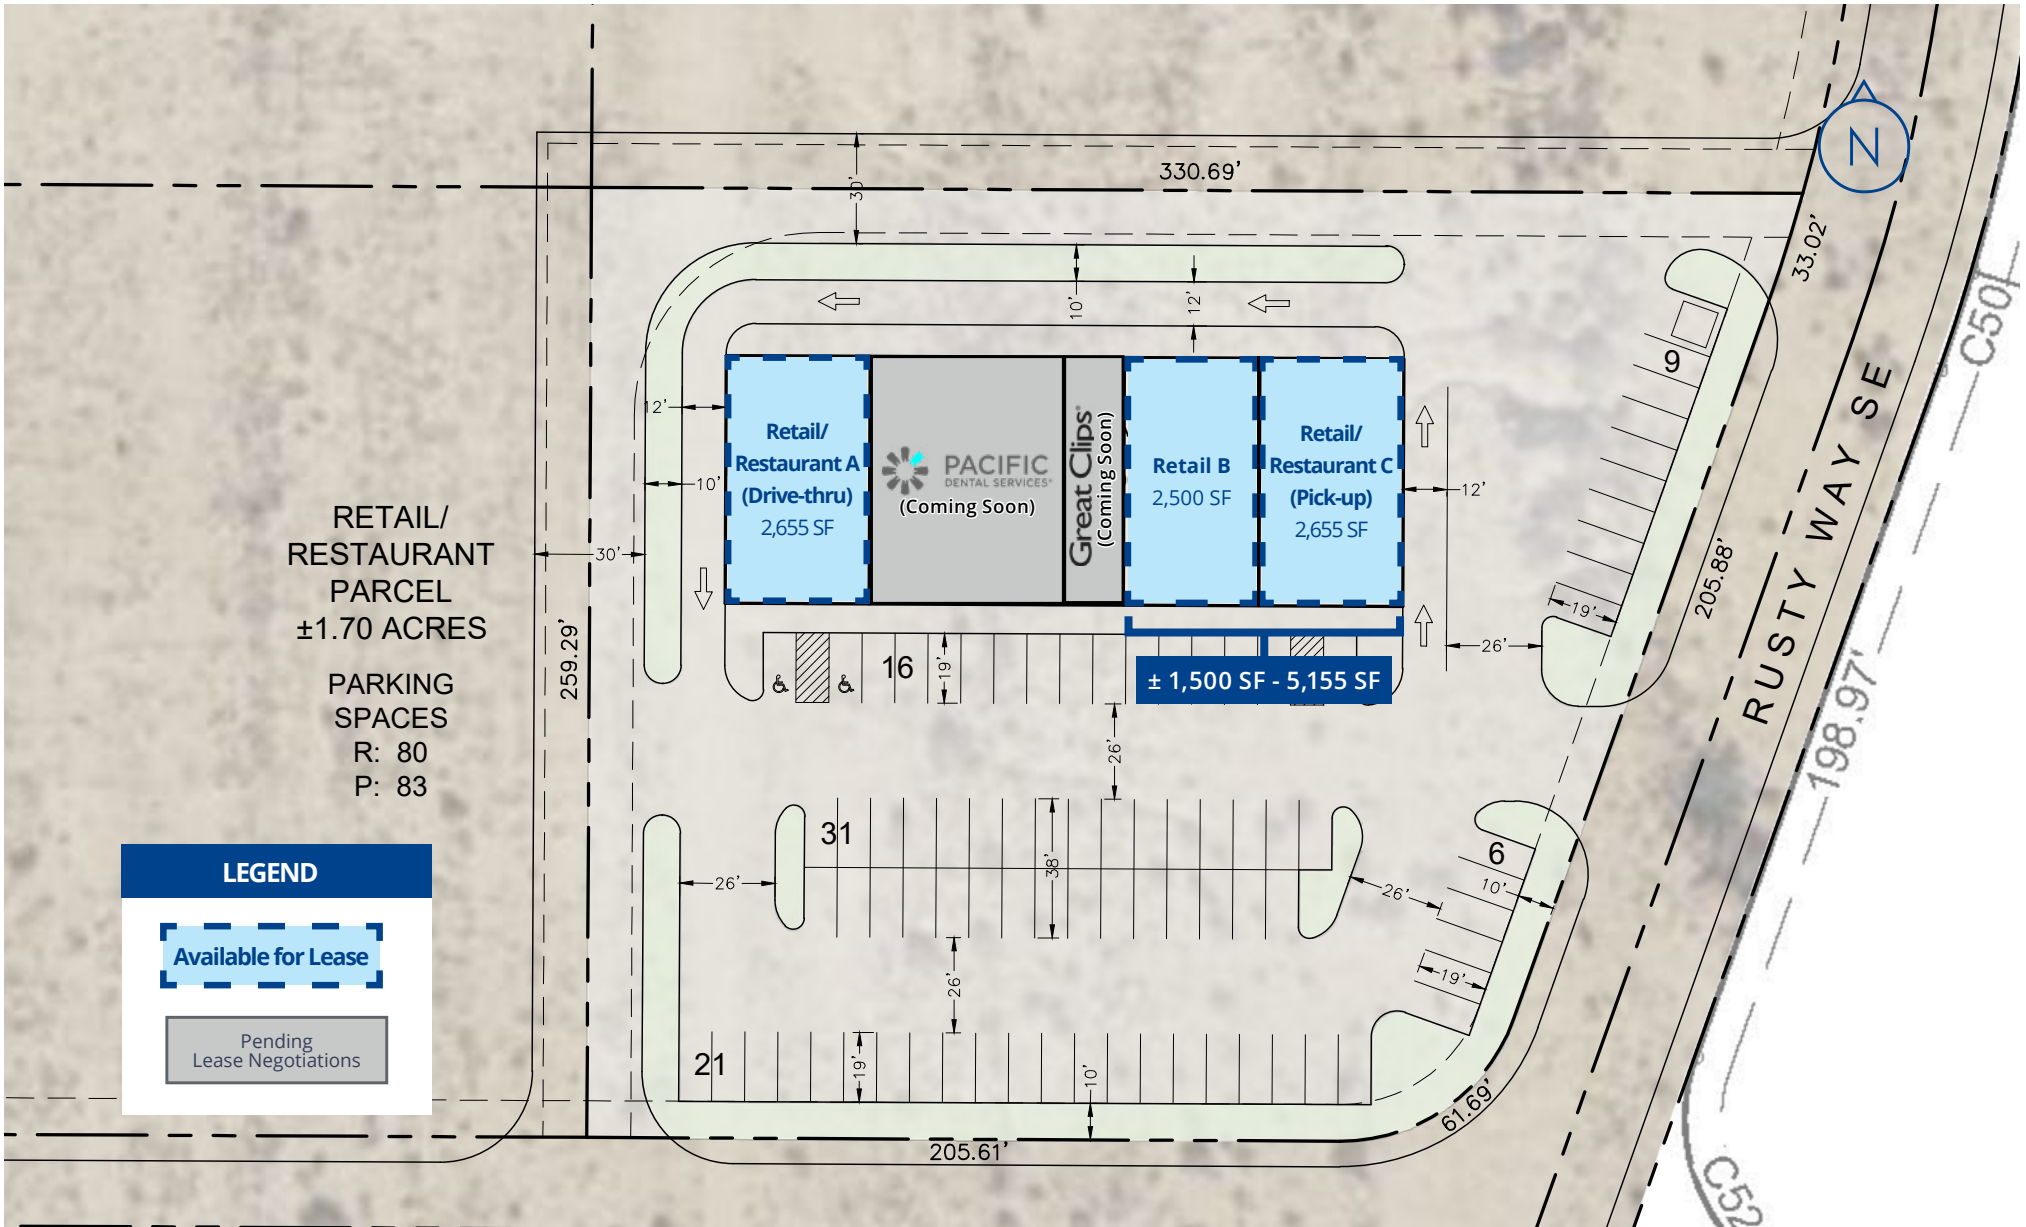 330.69'
N
33.02'
30'
10'
12'
C50
9
12'
Retail/
Restaurant A
(Drive-thru)
2,655 SF
PACIFIC
DENTAL SERVICES®
(Coming Soon)
Great Clips®
(Coming Soon)
Retail B
2,500 SF
Retail/
Restaurant C
(Pick-up)
2,655 SF
10'
12'
RUSTY WAY SE
RETAIL/
RESTAURANT
PARCEL
±1.70 ACRES
30'
205.88'
19'
259.29'
26'
16
19'
± 1,500 SF - 5,155 SF
PARKING
SPACES
R: 80
P: 83
198.97'
26'
31
38'
6
10'
26'
26'
LEGEND
Available for Lease
Pending
Lease Negotiations
26'
19'
21
19'
10'
61.69'
205.61'
C52